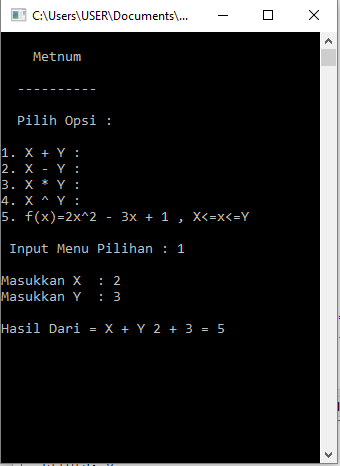 C:\Users\USER\Documents\...
Metnum
----------
Pilih Opsi :
1. X + Y :
2. X - Y :
3. X * Y :
4. X ^ Y :
5. f(x)=2x^2 - 3x + 1 , X<=x<=Y
Input Menu Pilihan : 1
Masukkan X  : 2
Masukkan Y  : 3
Hasil Dari = X + Y 2 + 3 = 5